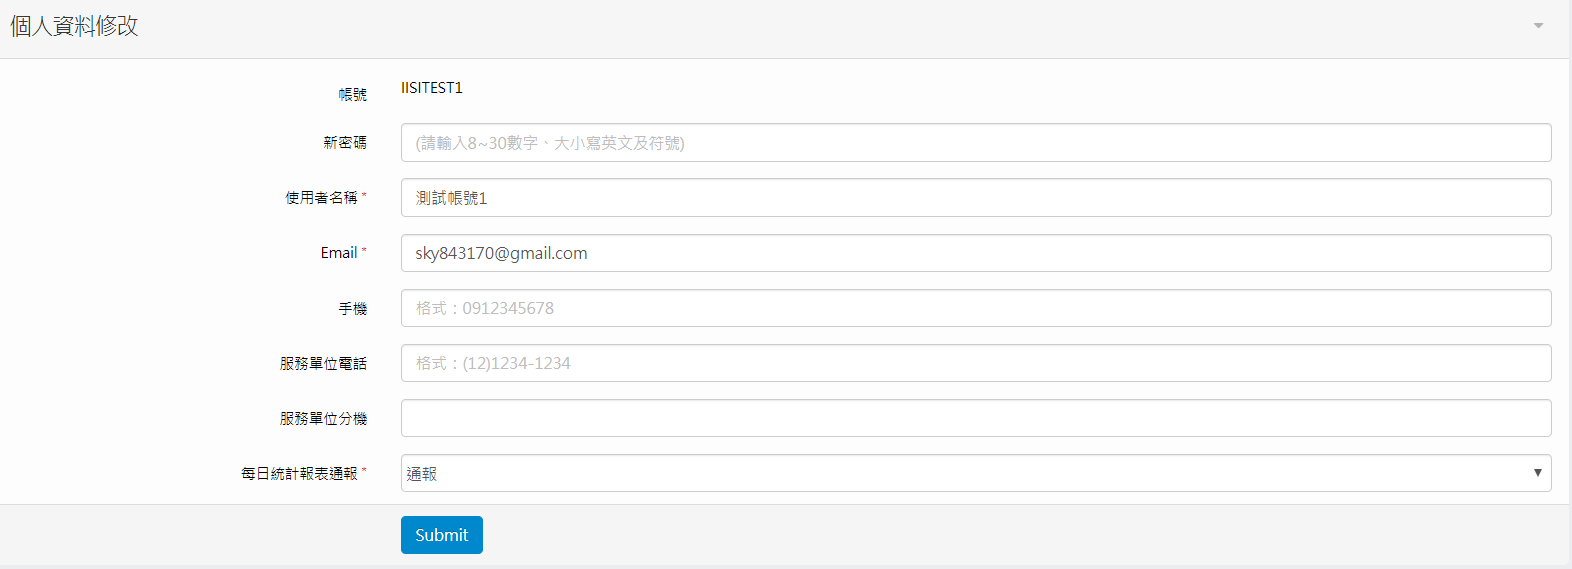 個人資料修改
帳號 IISITEST1
新密碼 (請輸入8~30數字、大小寫英文及符號)
使用者名稱 * 測試帳號1
Email * sky843170@gmail.com
手機 格式：0912345678
服務單位電話 格式：(12)1234-1234
服務單位分機
每日統計報表通報 * 通報
Submit